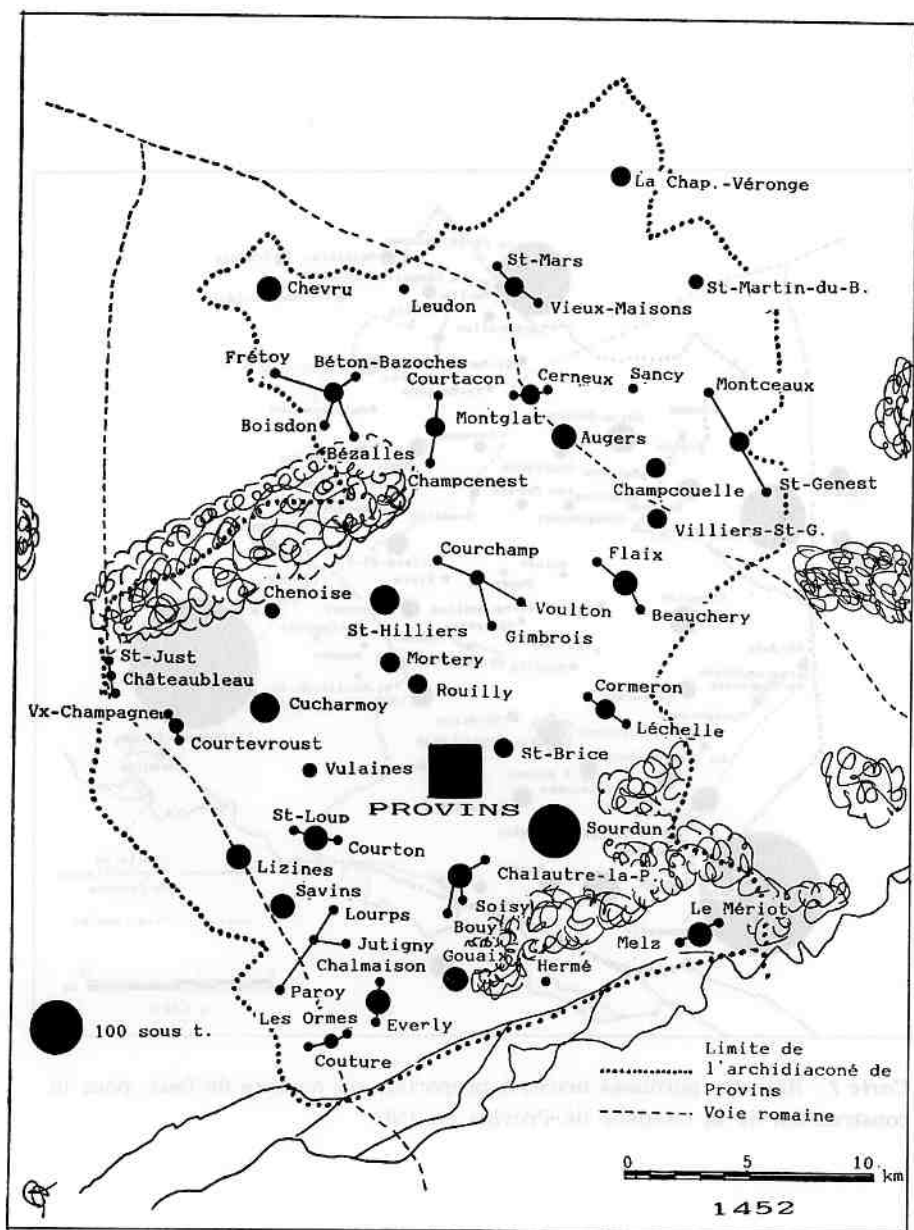 La Chap.-Véronge
St-Mars
Chevru
Leudon
Vieux-Maisons
St-Martin-du-B.
Frétoy
Béton-Bazoches
Courtacon
Cerneux
Sancy
Montceaux
Boisdon
Montglat
Augers
Bézalles
Champcenest
Champcouelle
St-Genest
Villiers-St-G.
Courchamp
Flaix
Chenoise
Voulton
Beauchery
St-Hilliers
Gimbrois
St-Just
Mortery
Châteaubleau
Rouilly
Cormeron
Vx-Champagne
Cucharmoy
Léchelle
Courtevroust
St-Brice
Vulaines
PROVINS
St-Loup
Sourdun
Courton
Lizines
Chalautre-la-P.
Savins
Lourps
Soisy
Le Mériot
Bouy
Jutigny
Melz
Chalmaison
Gouaix
Hermé
Paroy
Les Ormes
Everly
100 sous t.
Couture
Limite de
l'archidiaconé de
Provins
Voie romaine
0 5 10
km
1452